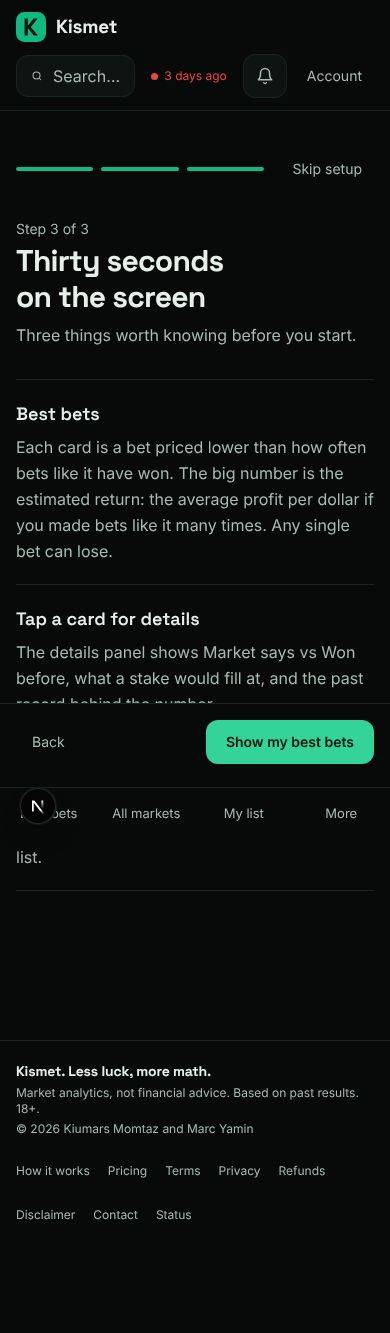 Kismet
Search...
3 days ago
Account
Skip setup
Step 3 of 3
Thirty seconds
on the screen
Three things worth knowing before you start.
Best bets
Each card is a bet priced lower than how often
bets like it have won. The big number is the
estimated return: the average profit per dollar if
you made bets like it many times. Any single
bet can lose.
Tap a card for details
The details panel shows Market says vs Won
before, what a stake would fill at, and the past
record behind the number.
Back
Show my best bets
bets
All markets
My list
More
list.
Kismet. Less luck, more math.
Market analytics, not financial advice. Based on past results.
18+.
© 2026 Kiumars Momtaz and Marc Yamin
How it works
Pricing
Terms
Privacy
Refunds
Disclaimer
Contact
Status